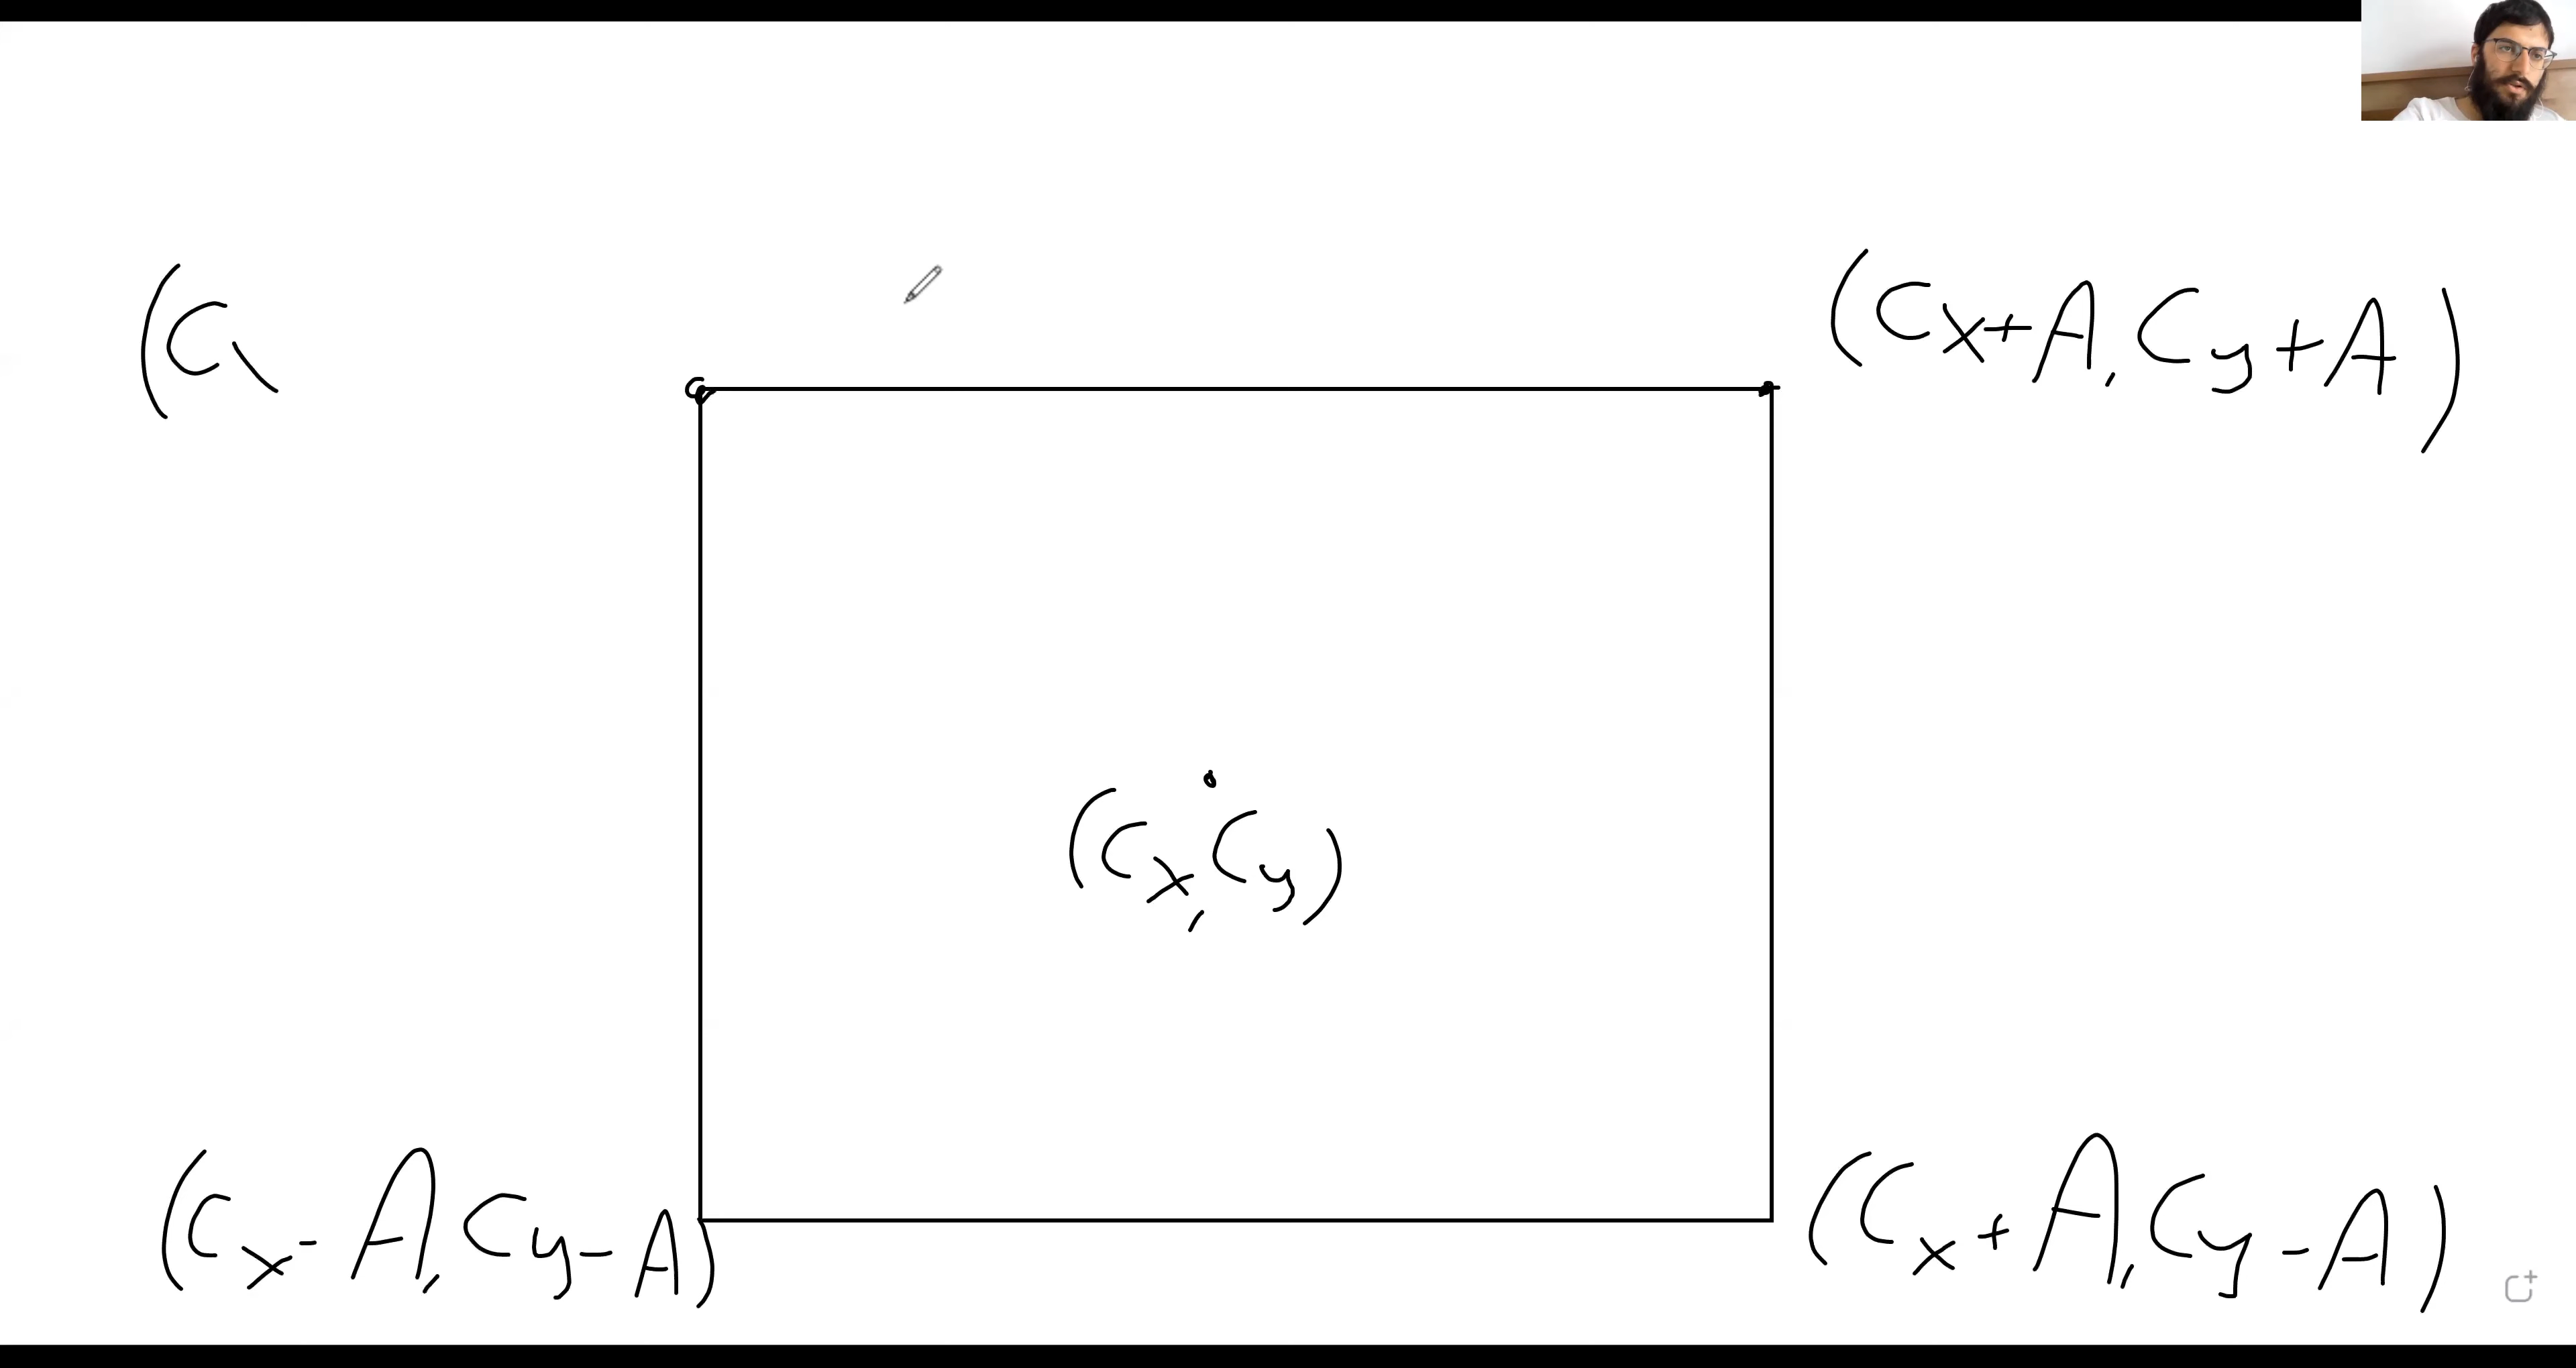 (C
(Cx+A, Cy+A)
(Cx, Cy)
(Cx-A, Cy-A)
(Cx+A, Cy-A)